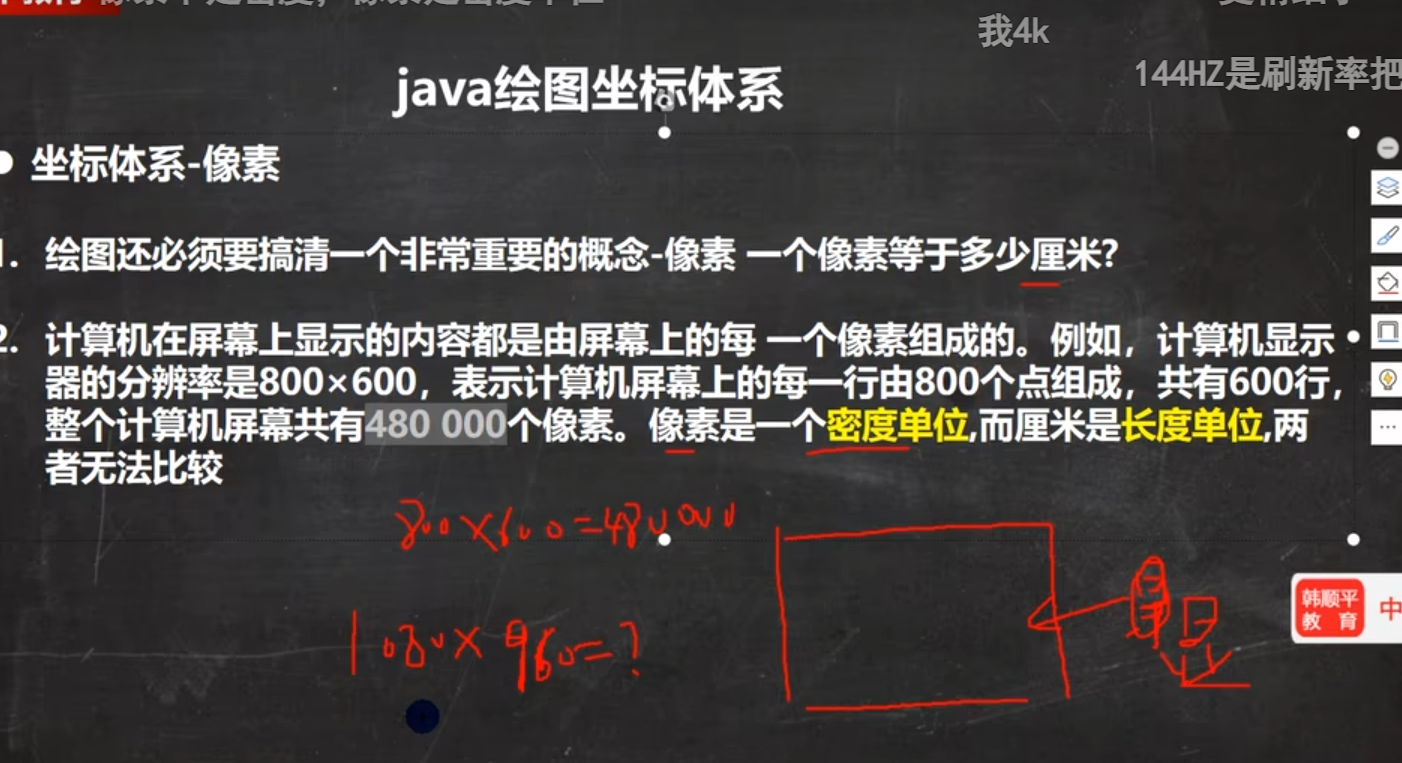 我4k
144HZ是刷新率把
java绘图坐标体系
坐标体系-像素
1. 绘图还必须要搞清一个非常重要的概念-像素 一个像素等于多少厘米?
2. 计算机在屏幕上显示的内容都是由屏幕上的每 一个像素组成的。例如，计算机显示
器的分辨率是800×600，表示计算机屏幕上的每一行由800个点组成，共有600行，
整个计算机屏幕共有480 000个像素。像素是一个密度单位,而厘米是长度单位,两
者无法比较
800×600=480000
1080×960=?
韩顺平
教 育
中